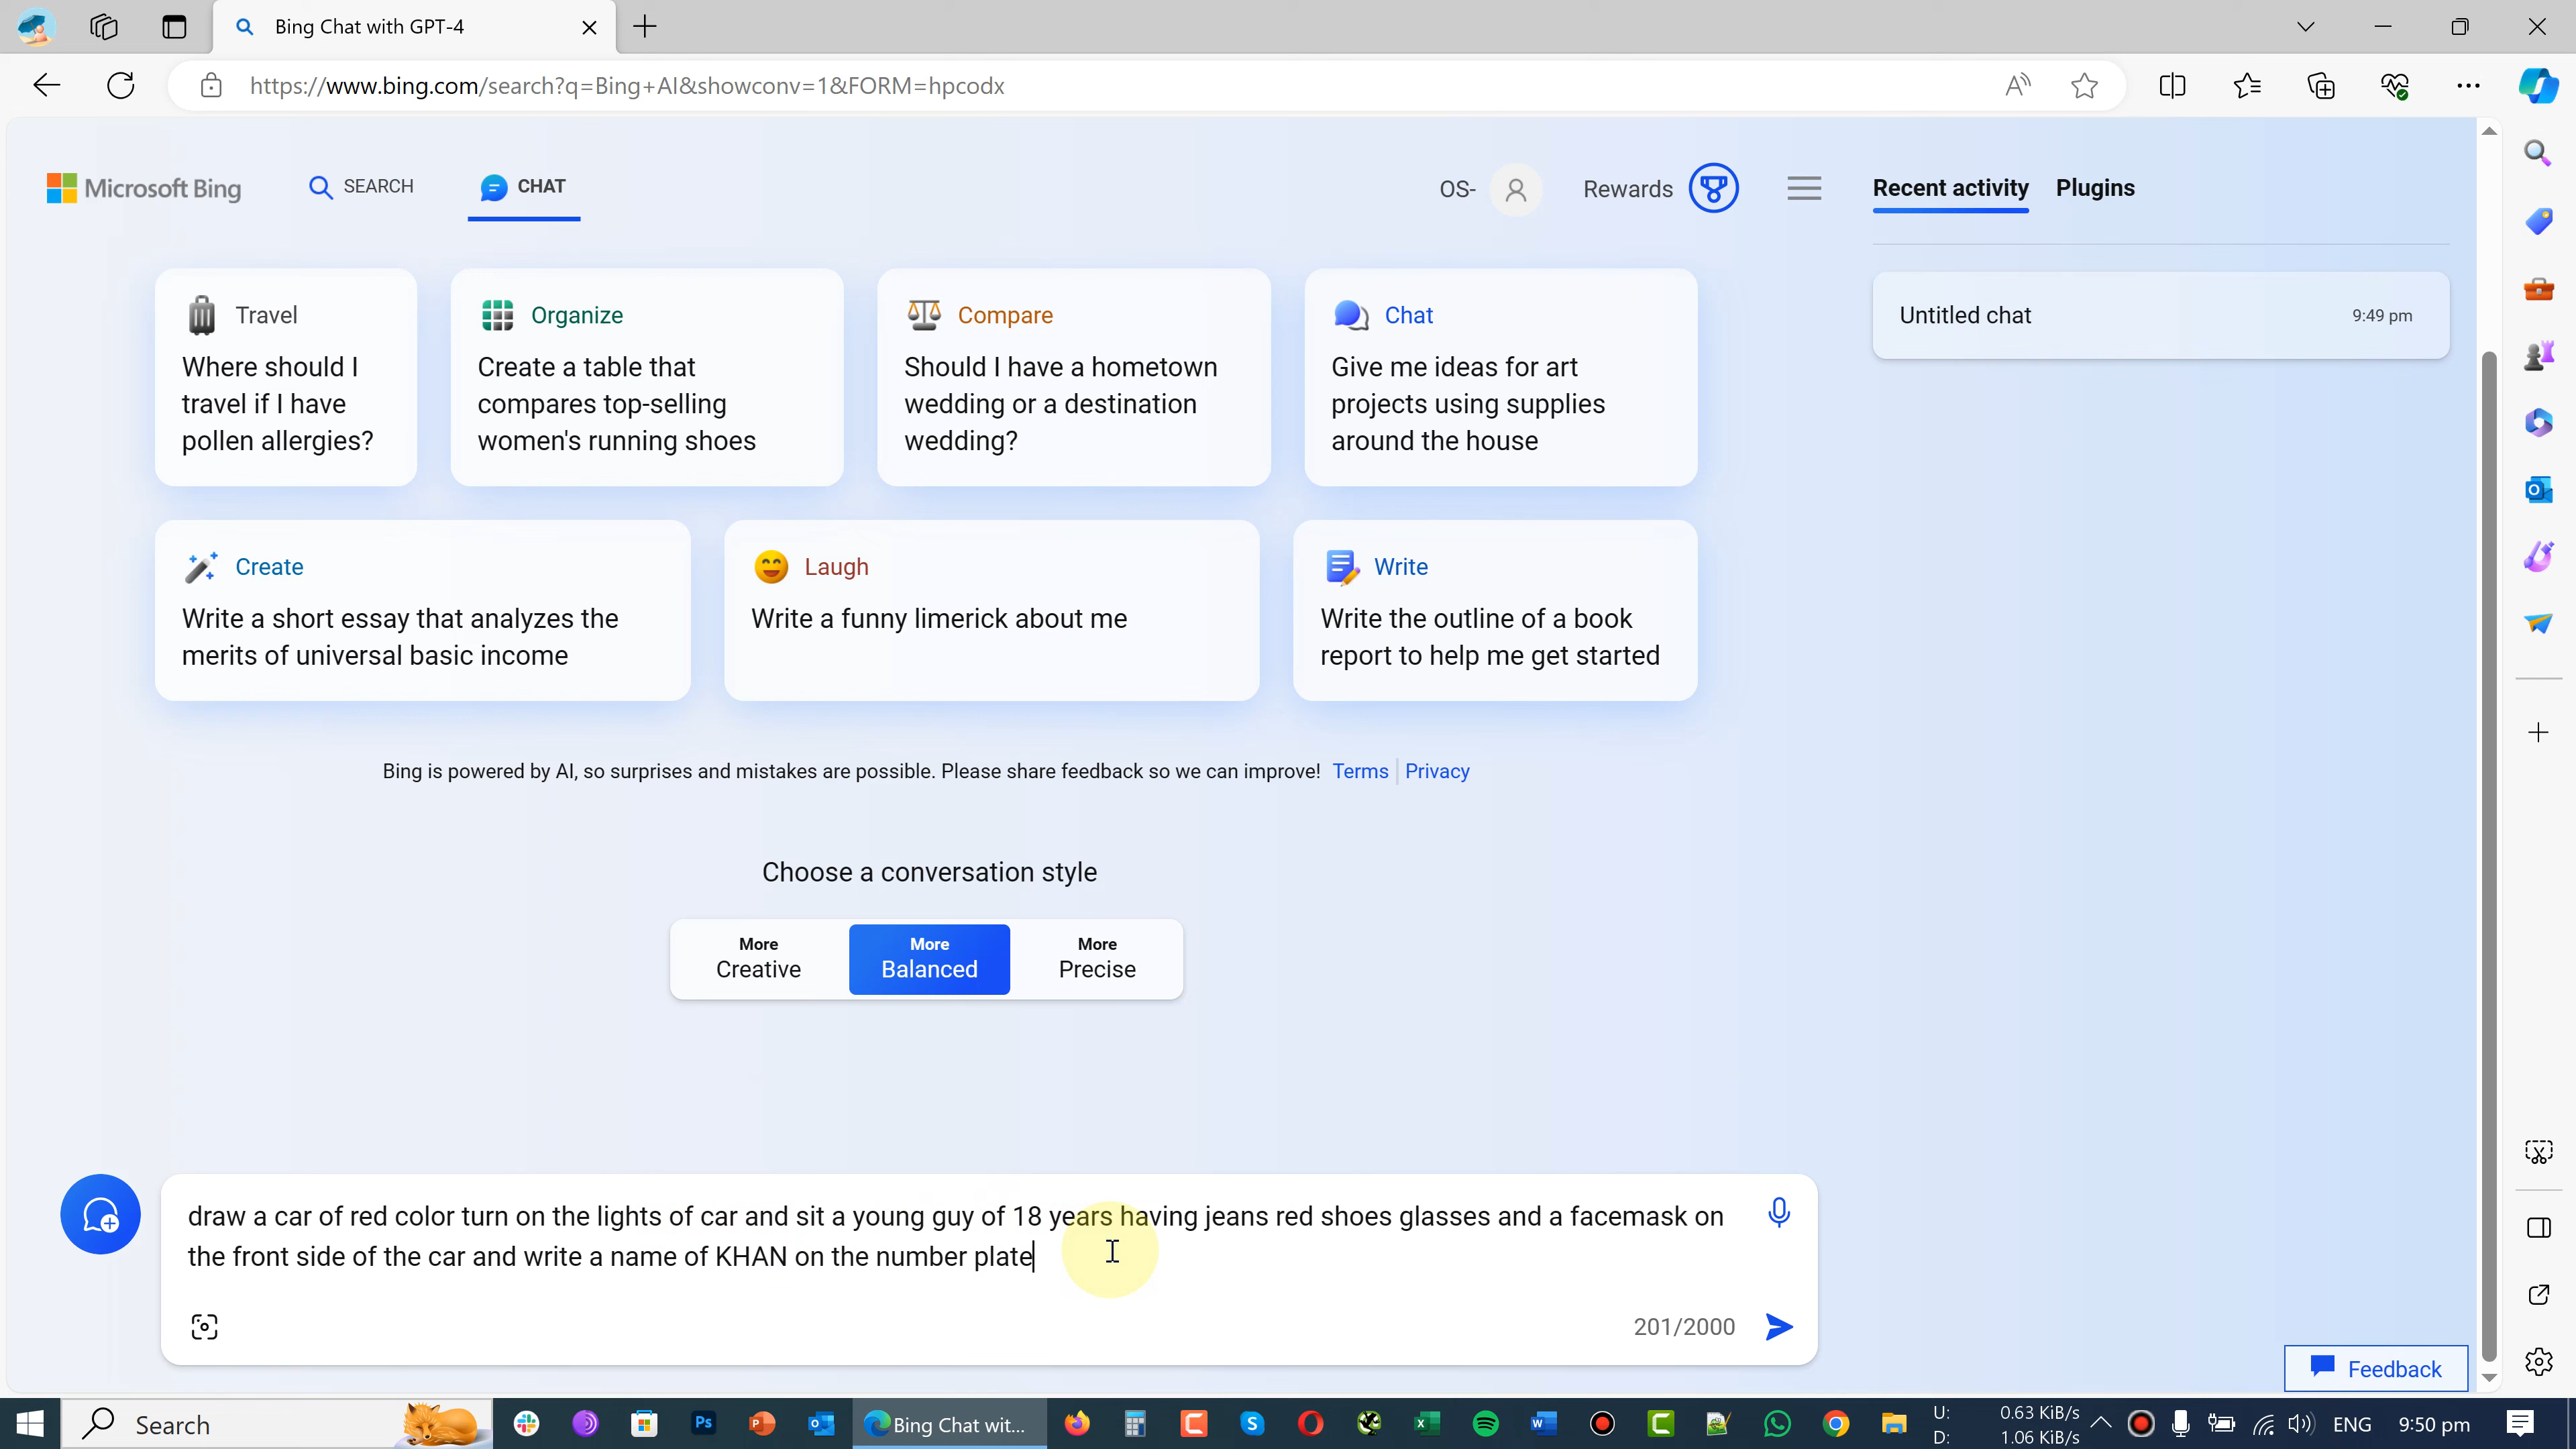 Bing Chat with GPT-4
https://www.bing.com/search?q=Bing+AI&showconv=1&FORM=hpcodx
Microsoft Bing
SEARCH
CHAT
OS-
Rewards
Recent activity
Plugins
Travel
Where should I
travel if I have
pollen allergies?
Organize
Create a table that
compares top-selling
women's running shoes
Compare
Should I have a hometown
wedding or a destination
wedding?
Chat
Give me ideas for art
projects using supplies
around the house
Untitled chat
9:49 pm
Create
Write a short essay that analyzes the
merits of universal basic income
Laugh
Write a funny limerick about me
Write
Write the outline of a book
report to help me get started
Bing is powered by AI, so surprises and mistakes are possible. Please share feedback so we can improve! Terms Privacy
Choose a conversation style
More
Creative
More
Balanced
More
Precise
draw a car of red color turn on the lights of car and sit a young guy of 18 years having jeans red shoes glasses and a facemask on
the front side of the car and write a name of KHAN on the number plate
201/2000
Feedback
Search
Bing Chat wit...
U: 0.63 KiB/s
D: 1.06 KiB/s
ENG
9:50 pm